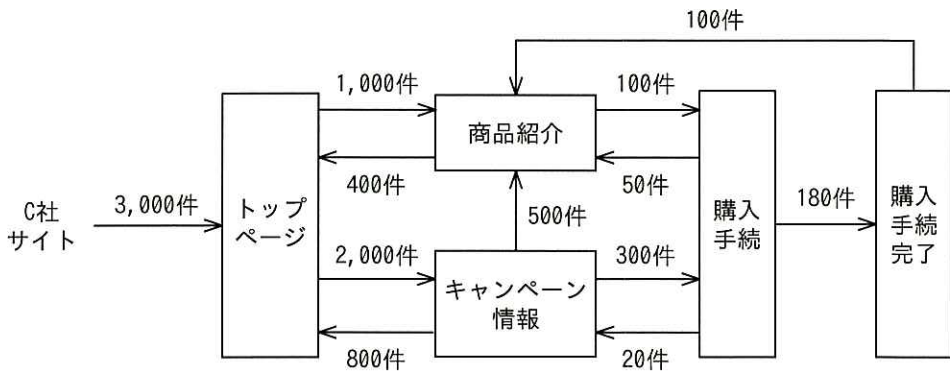 100件
1,000件
100件
商品紹介
400件
50件
C社
サイト
3,000件
トップ
ページ
500件
購入
手続
180件
購入
手続
完了
2,000件
300件
キャンペーン
情報
800件
20件